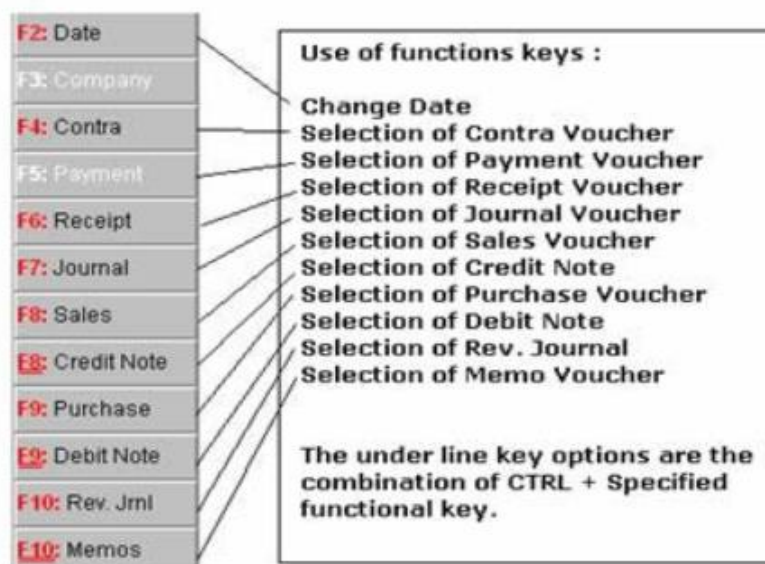 F2: Date
F3: Company
F4: Contra
F5: Payment
F6: Receipt
F7: Journal
F8: Sales
F8: Credit Note
F9: Purchase
F9: Debit Note
F10: Rev. Jrnl
F10: Memos
Use of functions keys :
Change Date
Selection of Contra Voucher
Selection of Payment Voucher
Selection of Receipt Voucher
Selection of Journal Voucher
Selection of Sales Voucher
Selection of Credit Note
Selection of Purchase Voucher
Selection of Debit Note
Selection of Rev. Journal
Selection of Memo Voucher
The under line key options are the
combination of CTRL + Specified
functional key.